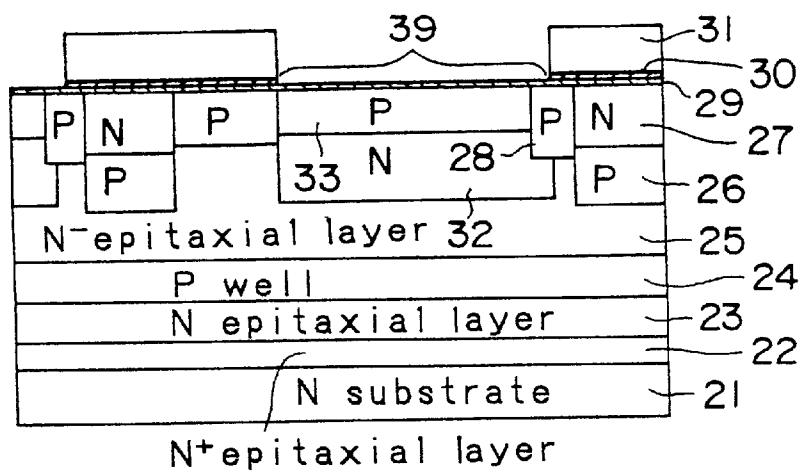 39
31
30
29
P N P P P N 27
33 N 28
P P 26
N⁻epitaxial layer 32 25
P well 24
N epitaxial layer 23
22
N substrate 21
N⁺epitaxial layer